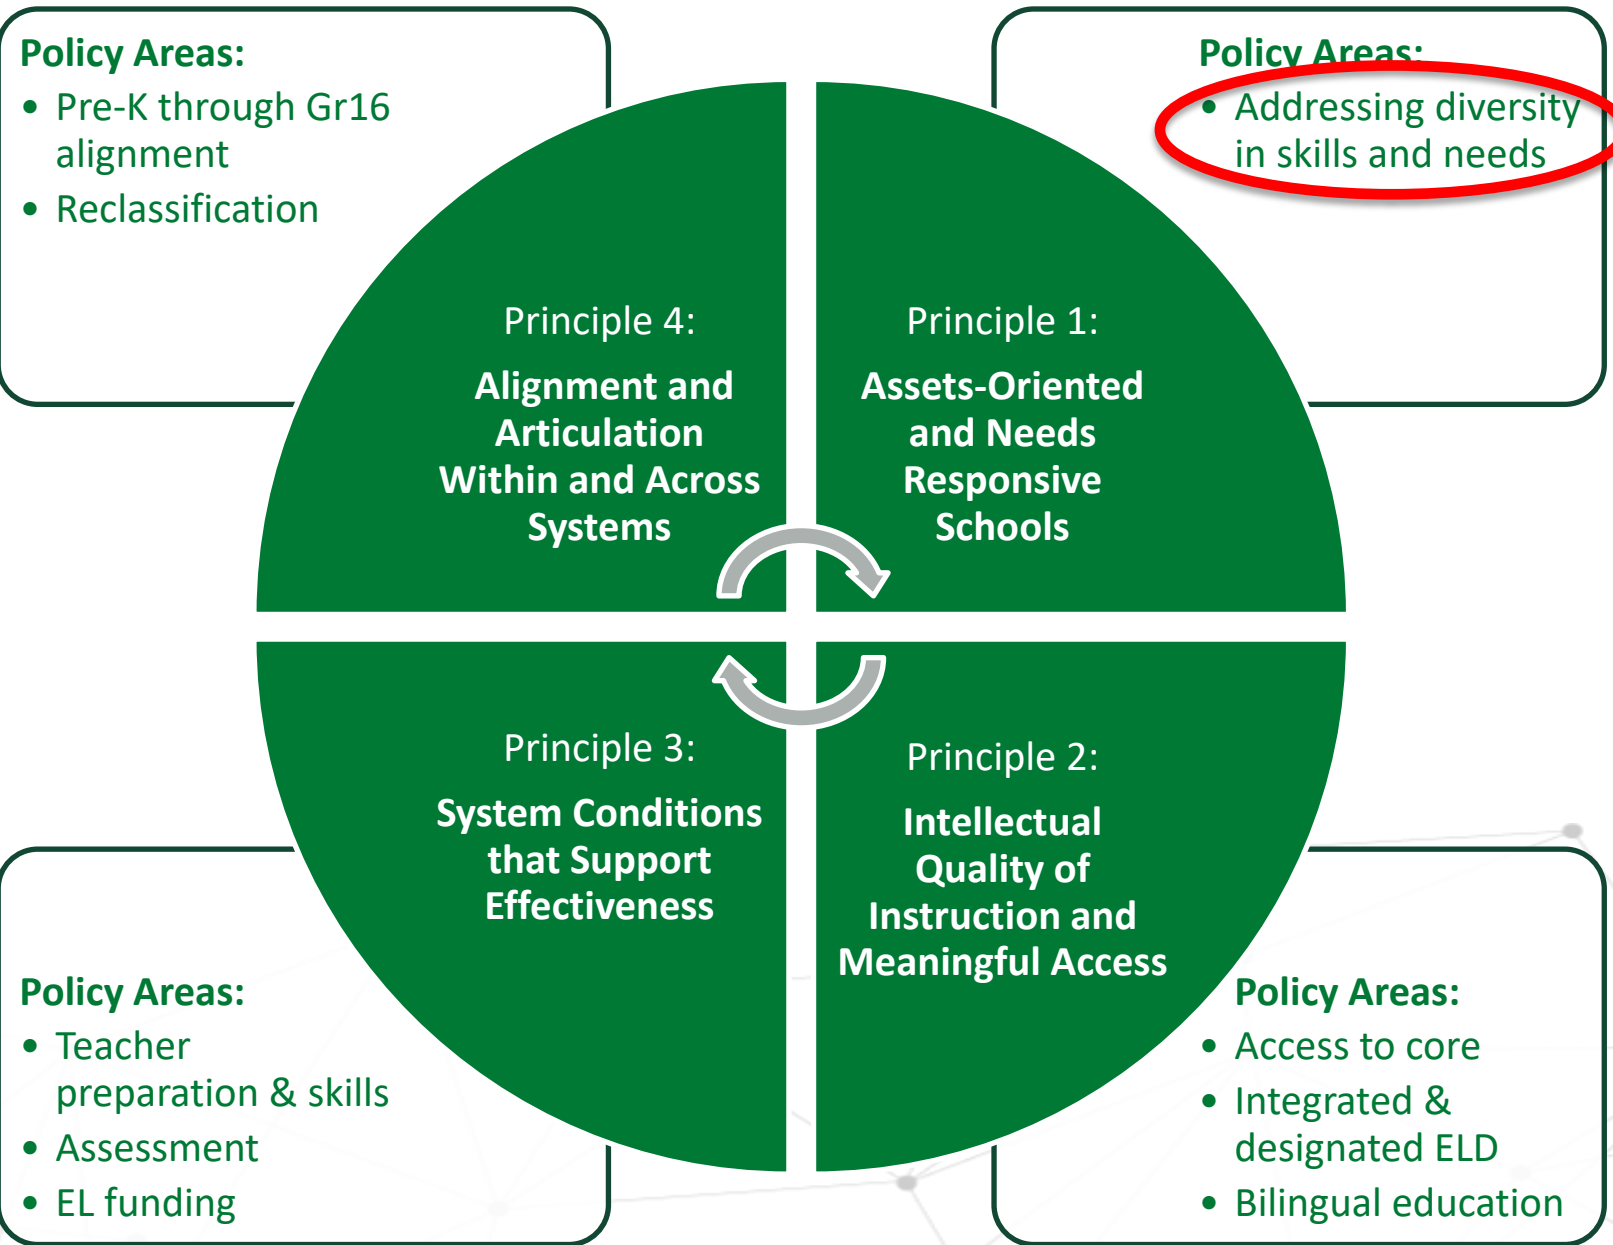 Policy Areas:
• Pre-K through Gr16
alignment
• Reclassification
Policy Areas:
• Addressing diversity
in skills and needs
Principle 4:
Alignment and
Articulation
Within and Across
Systems
Principle 1:
Assets-Oriented
and Needs
Responsive
Schools
Principle 3:
System Conditions
that Support
Effectiveness
Principle 2:
Intellectual
Quality of
Instruction and
Meaningful Access
Policy Areas:
• Teacher
preparation & skills
• Assessment
• EL funding
Policy Areas:
• Access to core
• Integrated &
designated ELD
• Bilingual education